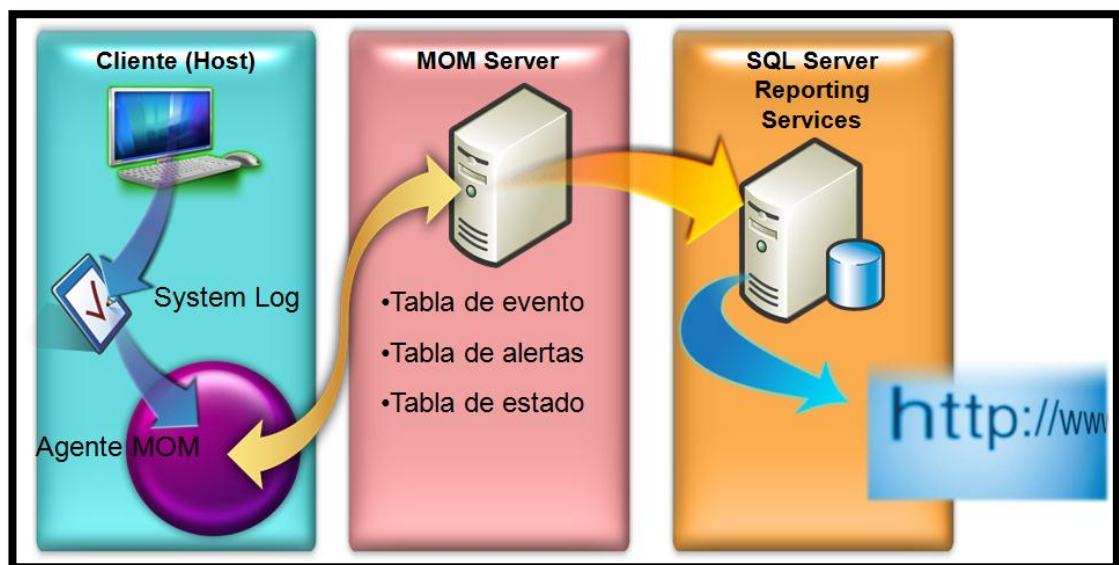 Cliente (Host)
System Log
Agente MOM
MOM Server
•Tabla de evento
•Tabla de alertas
•Tabla de estado
SQL Server
Reporting
Services
http://www